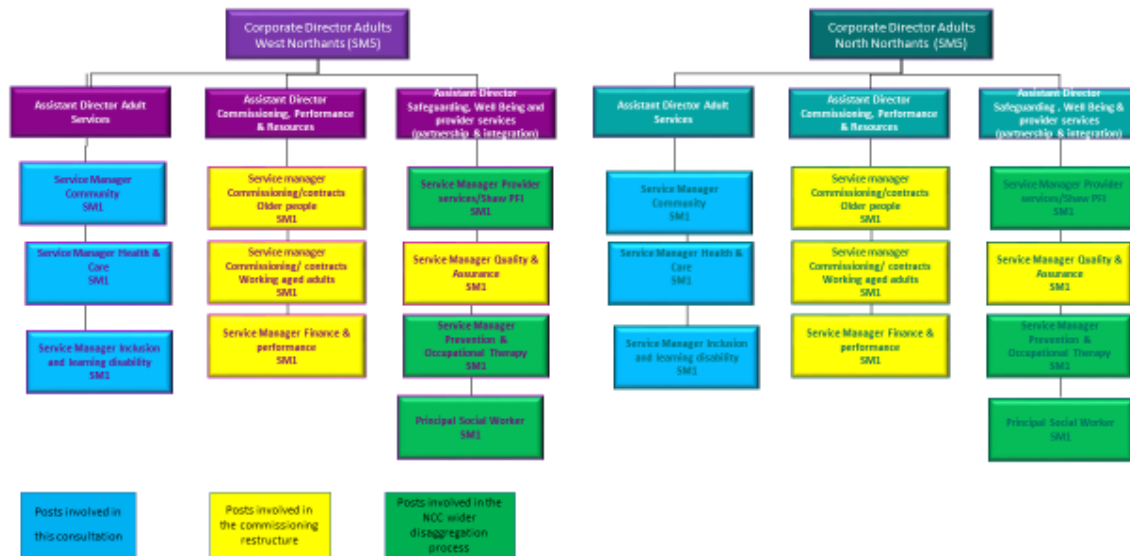 Corporate Director Adults
West Northants (SM5)
Corporate Director Adults
North Northants (SM5)
Assistant Director Adult
Services
Assistant Director
Commissioning, Performance
& Resources
Assistant Director
Safeguarding, Well Being and
provider services
(partnership & integration)
Assistant Director Adult
Services
Assistant Director
Commissioning, Performance
& Resources
Assistant Director
Safeguarding , Well Being &
provider services
(partnership & integration)
Service Manager
Community
SM1
Service manager
Commissioning/contracts
Older people
SM1
Service Manager Provider
services/Shaw PFI
SM1
Service Manager
Community
SM1
Service manager
Commissioning/contracts
Older people
SM1
Service Manager Provider
services/Shaw PFI
SM1
Service Manager Health &
Care
SM1
Service manager
Commissioning/ contracts
Working aged adults
SM1
Service Manager Quality &
Assurance
SM1
Service Manager Health &
Care
SM1
Service manager
Commissioning/ contracts
Working aged adults
SM1
Service Manager Quality &
Assurance
SM1
Service Manager Inclusion
and learning disability
SM1
Service Manager Finance &
performance
SM1
Service Manager
Prevention &
Occupational Therapy
SM1
Service Manager Inclusion
and learning disability
SM1
Service Manager Finance &
performance
SM1
Service Manager
Prevention &
Occupational Therapy
SM1
Principal Social Worker
SM1
Principal Social Worker
SM1
Posts involved in
this consultation
Posts involved in
the commissioning
restructure
Posts involved in the
NCC wider
disaggregation
process